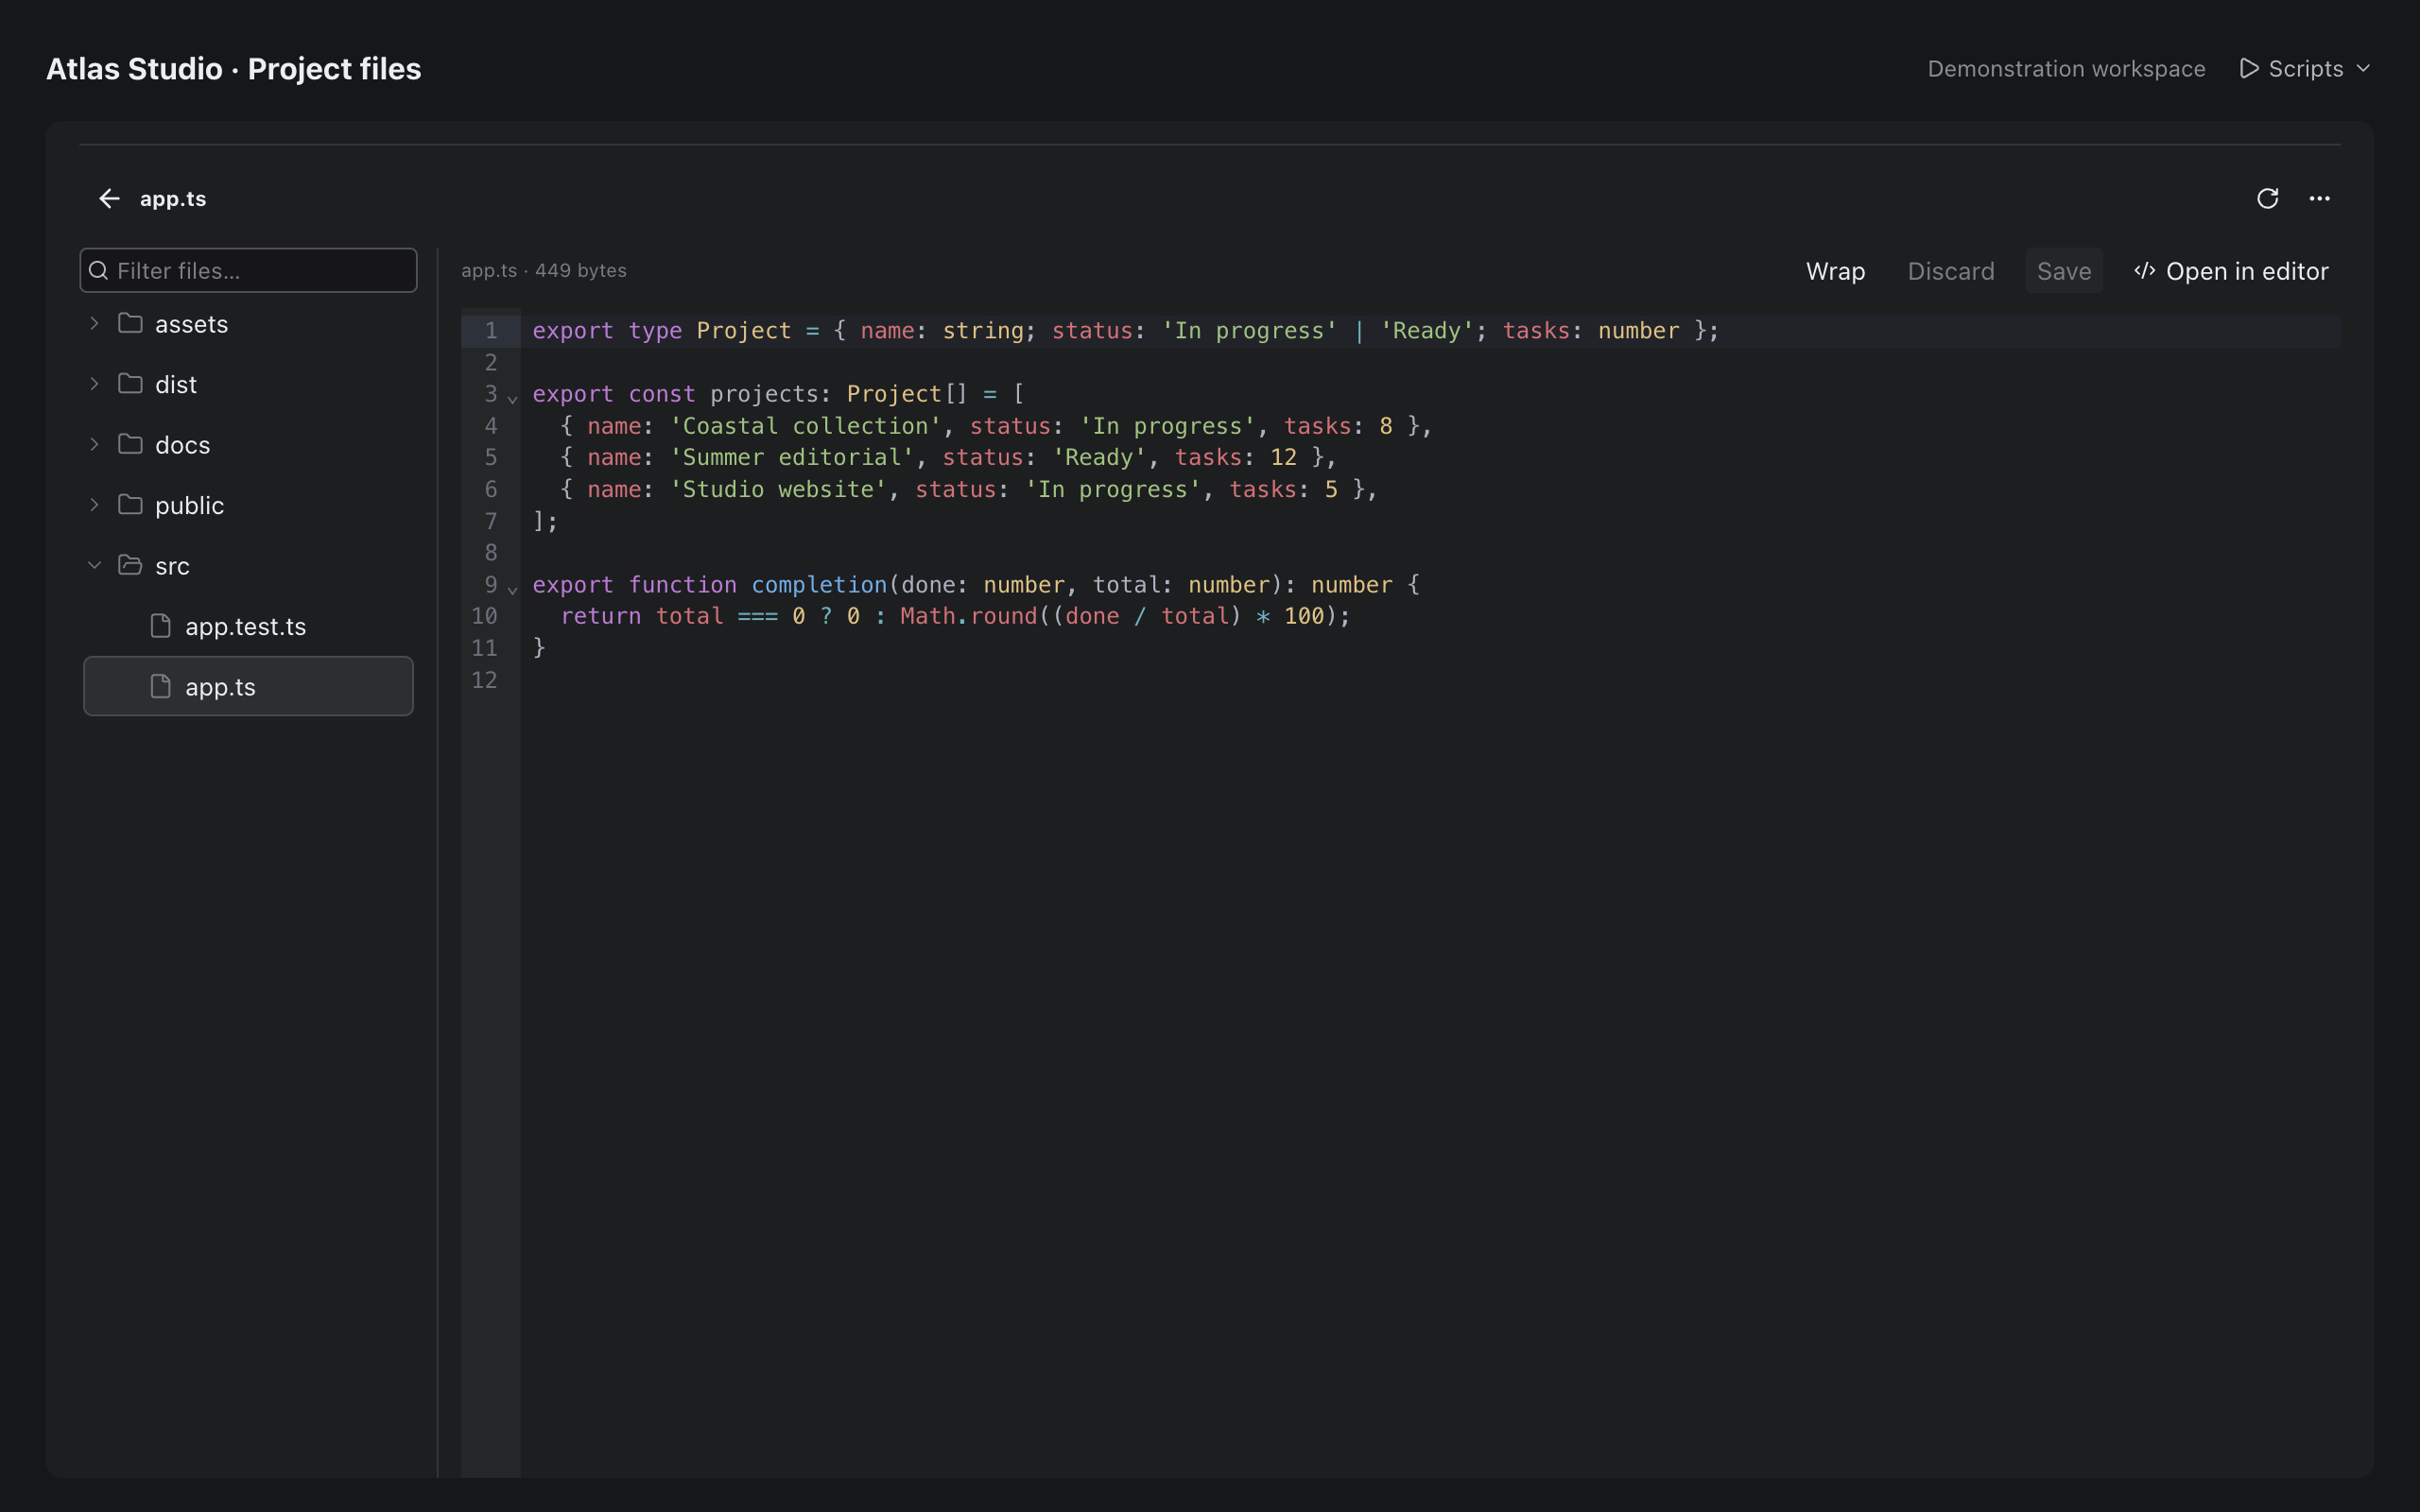 Atlas Studio · Project files
Demonstration workspace
Scripts
app.ts
Filter files...
assets
dist
docs
public
src
app.test.ts
app.ts
app.ts · 449 bytes
Wrap
Discard
Save
</> Open in editor
1 export type Project = { name: string; status: 'In progress' | 'Ready'; tasks: number };
2
3 export const projects: Project[] = [
4   { name: 'Coastal collection', status: 'In progress', tasks: 8 },
5   { name: 'Summer editorial', status: 'Ready', tasks: 12 },
6   { name: 'Studio website', status: 'In progress', tasks: 5 },
7 ];
8
9 export function completion(done: number, total: number): number {
10   return total === 0 ? 0 : Math.round((done / total) * 100);
11 }
12